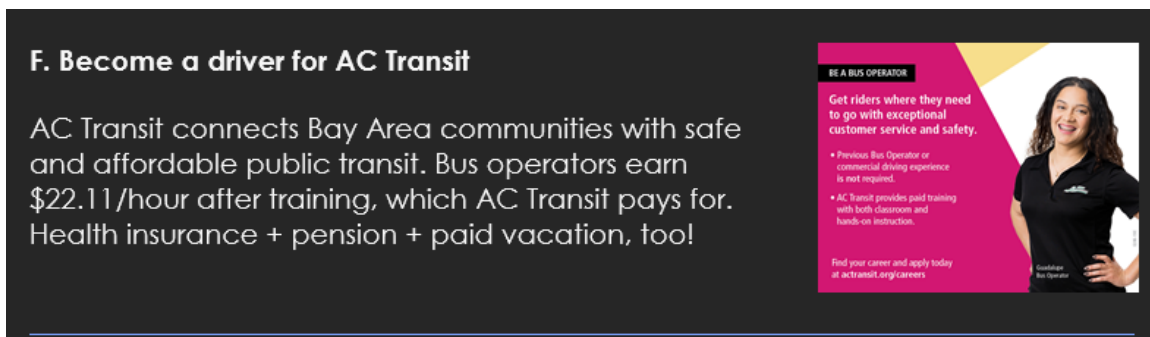 F. Become a driver for AC Transit
AC Transit connects Bay Area communities with safe
and affordable public transit. Bus operators earn
$22.11/hour after training, which AC Transit pays for.
Health insurance + pension + paid vacation, too!
BE A BUS OPERATOR
Get riders where they need
to go with exceptional
customer service and safety.
• Previous Bus Operator or
commercial driving experience
is not required.
• AC Transit provides paid training
with both classroom and
hands-on instruction.
Find your career and apply today
at actransit.org/careers
Guadalupe
Bus Operator